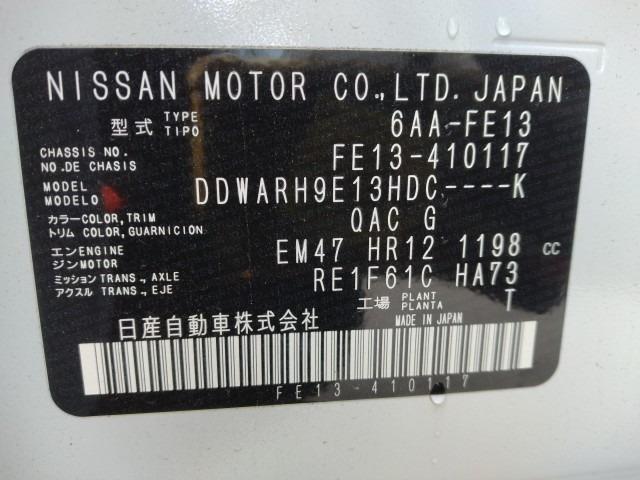 NISSAN MOTOR CO.,LTD. JAPAN
型式 TYPE TIPO 6AA-FE13
CHASSIS NO. NO.DE CHASIS FE13-410117
MODEL MODELO DDWARH9E13HDC----K
カラー COLOR, TRIM トリム COLOR, GUARNICION QAC G
エンジン ENGINE MOTOR EM47 HR12 1198 cc
ミッション TRANS., AXLE アクスル TRANS., EJE RE1F61C HA73
工場 PLANT PLANTA T
日産自動車株式会社 MADE IN JAPAN
FE13-410117